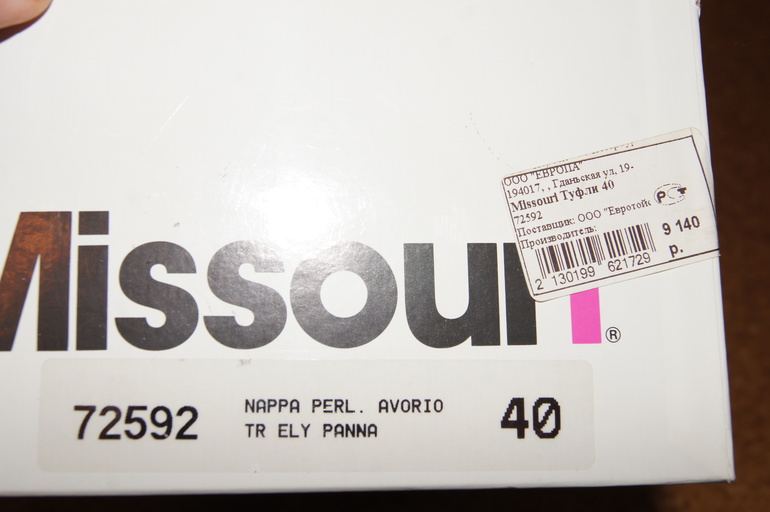 ООО "ЕВРОПА"
194017, , Гданьская ул, 19-
Missouri Туфли 40
72592
Поставщик: ООО "Евротойс
Производитель:
9 140
р.
2 130199 621729
Missouri
®
72592
NAPPA PERL. AVORIO
TR ELY PANNA
40